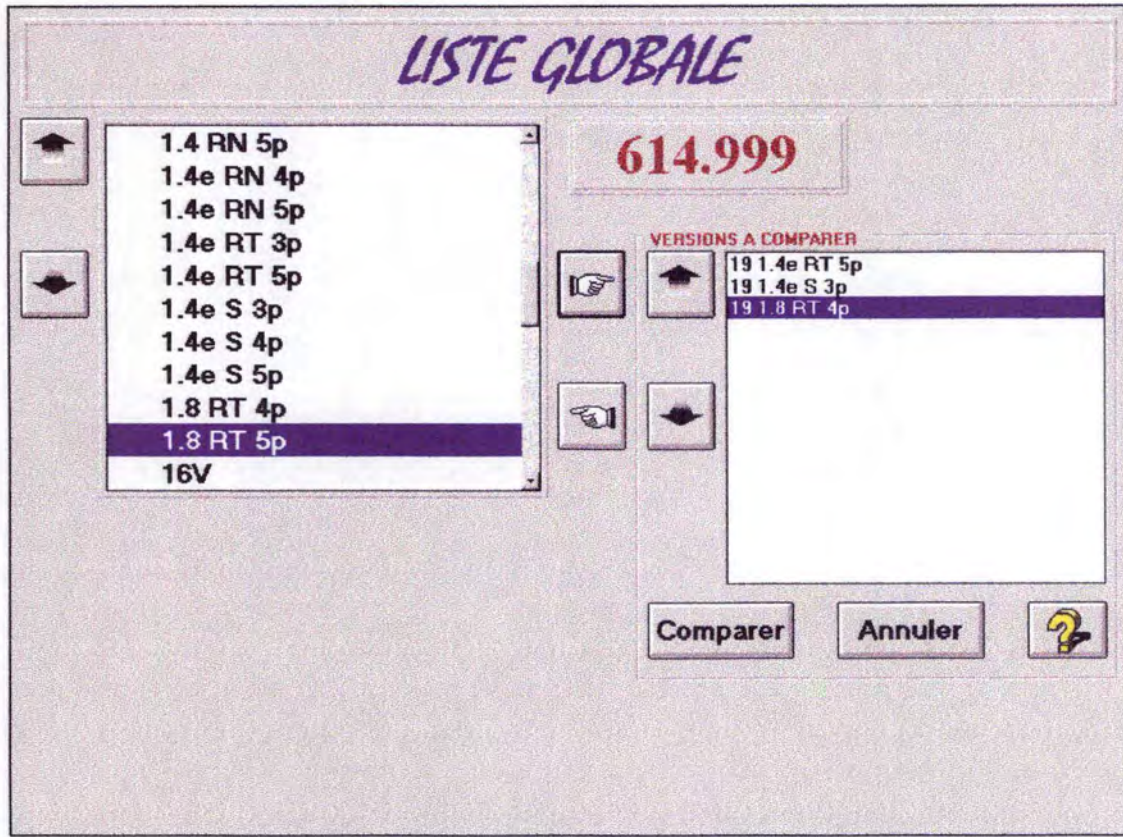 LISTE GLOBALE
1.4 RN 5p
1.4e RN 4p
1.4e RN 5p
1.4e RT 3p
1.4e RT 5p
1.4e S 3p
1.4e S 4p
1.4e S 5p
1.8 RT 4p
1.8 RT 5p
16V
614.999
VERSIONS A COMPARER
19 1.4e RT 5p
19 1.4e S 3p
19 1.8 RT 4p
Comparer
Annuler